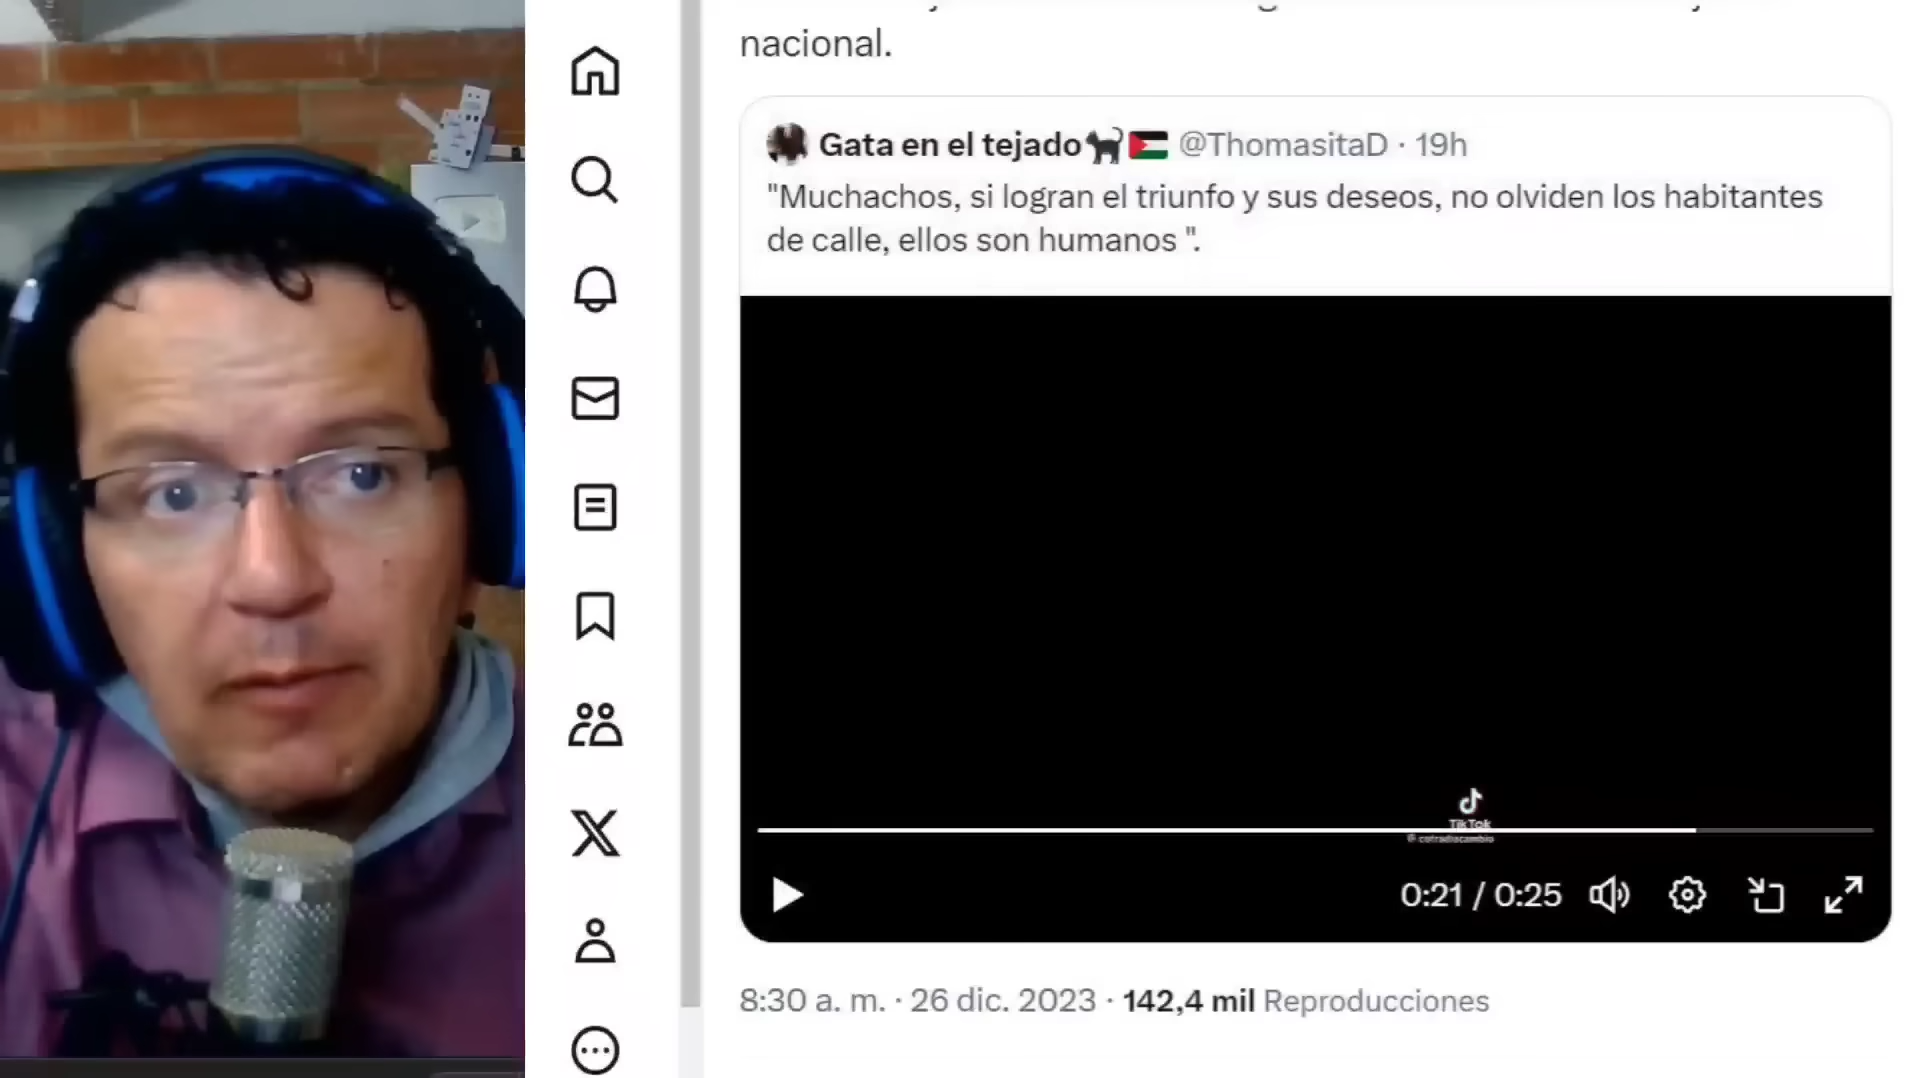 nacional.
Gata en el tejado🐈‍⬛🇵🇸 @ThomasitaD · 19h
"Muchachos, si logran el triunfo y sus deseos, no olviden los habitantes
de calle, ellos son humanos ".
TikTok
0:21 / 0:25
8:30 a. m. · 26 dic. 2023 · 142,4 mil Reproducciones